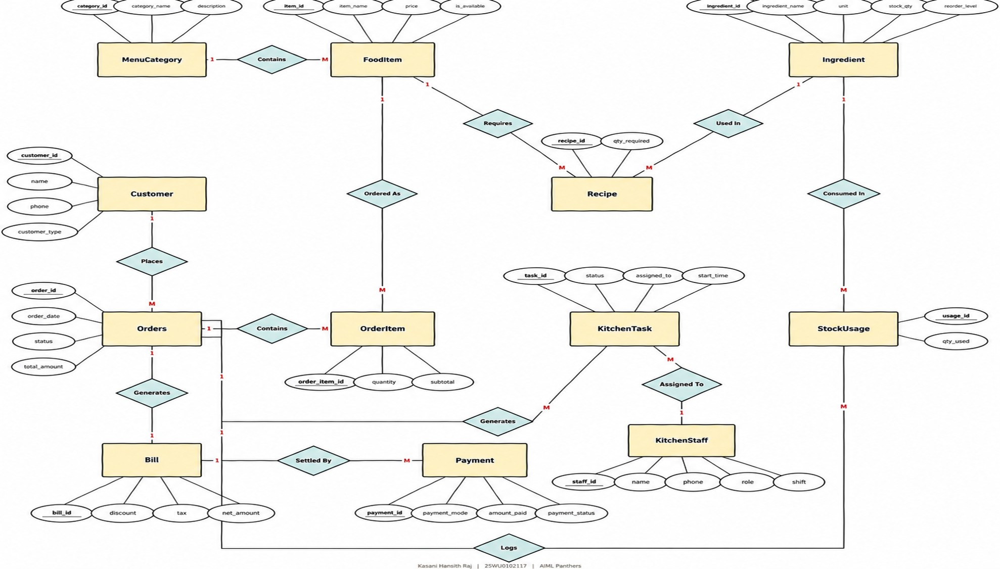 category_id category_name description item_id item_name price is_available Ingredient_id ingredient_name unit stock_qty reorder_level
MenuCategory 1 Contains M FoodItem Ingredient
1 1
1 1
Requires Used In
recipe_id qty_required
customer_id
M M
name
Customer Ordered As Recipe Consumed In
phone
1
customer_type
Places
task_id status assigned_to start_time
order_id M M
M
order_date usage_id
Orders 1 Contains M OrderItem KitchenTask StockUsage
status qty_used
1 M
total_amount
1
order_item_id quantity subtotal Assigned To
Generates
M M
1
Generates
1 1
KitchenStaff
Bill 1 Settled By M Payment
staff_id name phone role shift
bill_id discount tax net_amount payment_id payment_mode amount_paid payment_status
Logs
Kasani Hansith Raj | 25WU0102117 | AIML Panthers